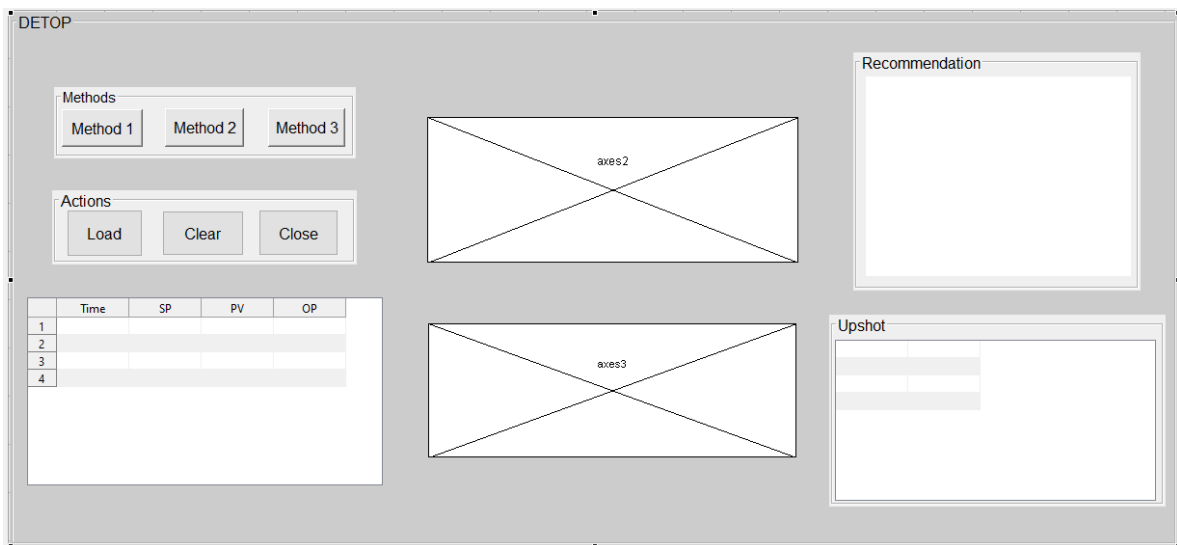 DETOP
Methods
Method 1 Method 2 Method 3
Actions
Load Clear Close
Time SP PV OP
1
2
3
4
axes2
axes3
Recommendation
Upshot